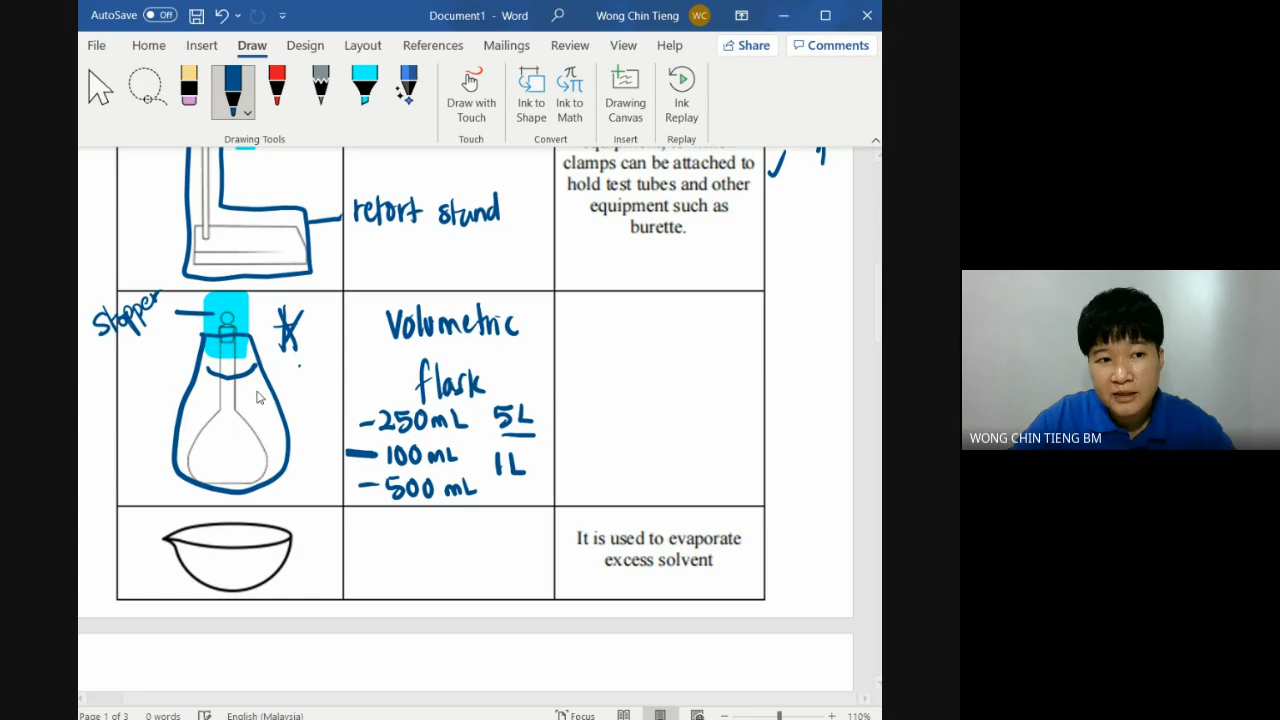 AutoSave Off Document1 - Word Wong Chin Tieng WC
File Home Insert Draw Design Layout References Mailings Review View Help Share Comments
Draw with Touch
Ink to Shape
Ink to Math
Drawing Canvas
Ink Replay
Drawing Tools Touch Convert Insert Replay
clamps can be attached to
hold test tubes and other
equipment such as
burette.
retort stand
stopper
Volumetric
flask
-250mL 5L
- 100 mL 1L
-500 mL
It is used to evaporate
excess solvent
WONG CHIN TIENG BM
Page 1 of 3 0 words English (Malaysia) Focus 110%